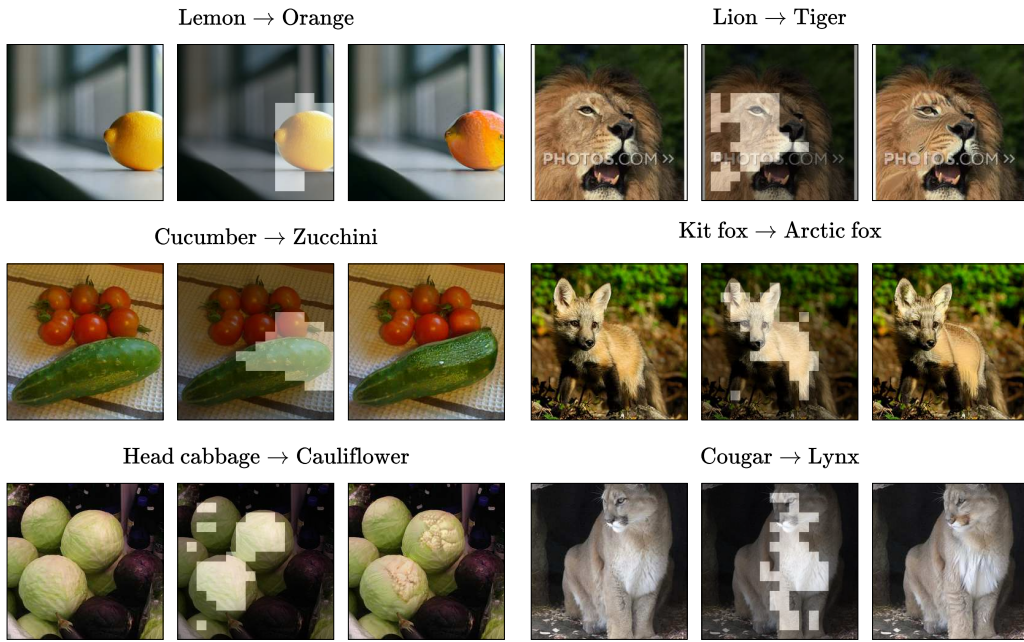 Lemon → Orange
Lion → Tiger
PHOTOS.COM »
PHOTOS.COM »
PHOTOS.COM »
Cucumber → Zucchini
Kit fox → Arctic fox
Head cabbage → Cauliflower
Cougar → Lynx